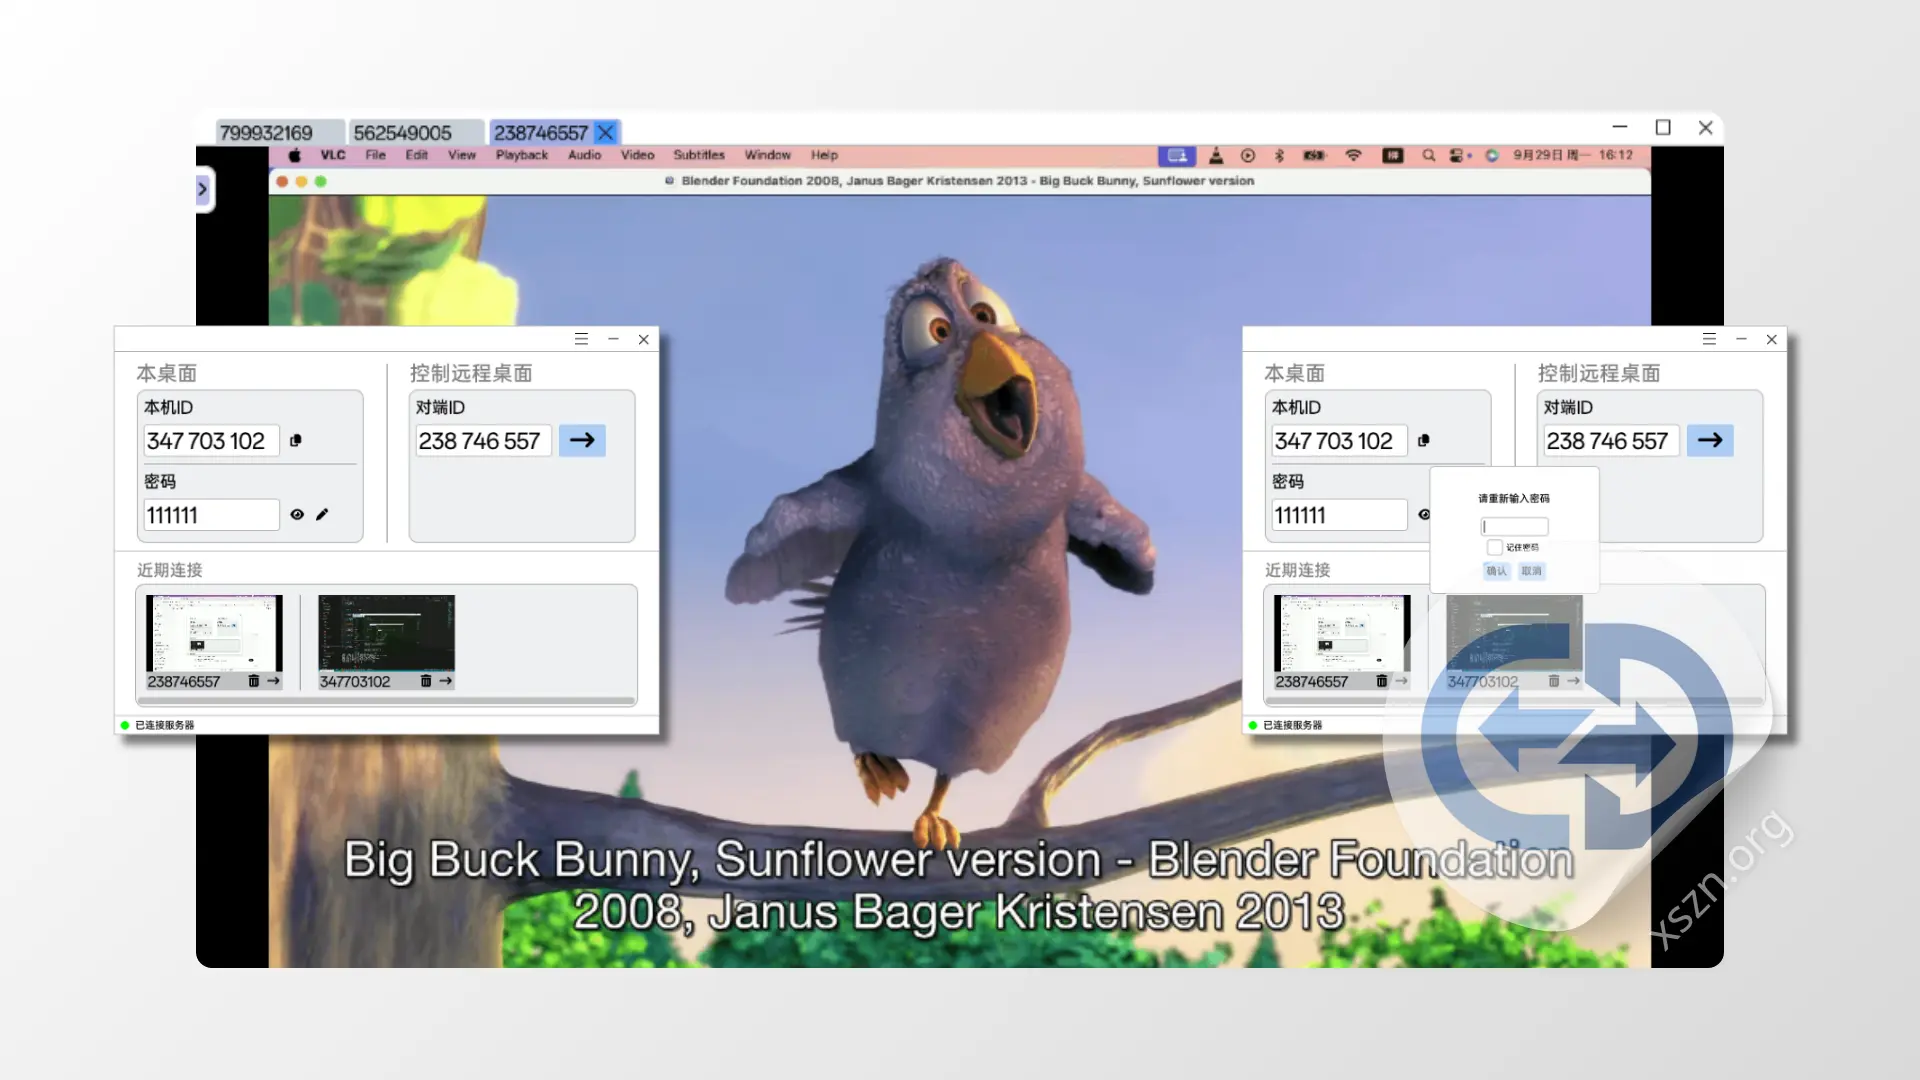 799932169 562549005 238746557
VLC File Edit View Playback Audio Video Subtitles Window Help 9月29日 周一 16:12
Blender Foundation 2008, Janus Bager Kristensen 2013 - Big Buck Bunny, Sunflower version
本桌面 控制远程桌面
本机ID 对端ID
347 703 102 238 746 557
密码
111111
近期连接
238746557 347703102
已连接服务器
本桌面 控制远程桌面
本机ID 对端ID
347 703 102 238 746 557
密码
111111
请重新输入密码
记住密码
确认 取消
近期连接
238746557 347703102
已连接服务器
Big Buck Bunny, Sunflower version - Blender Foundation
2008, Janus Bager Kristensen 2013
xszn.org